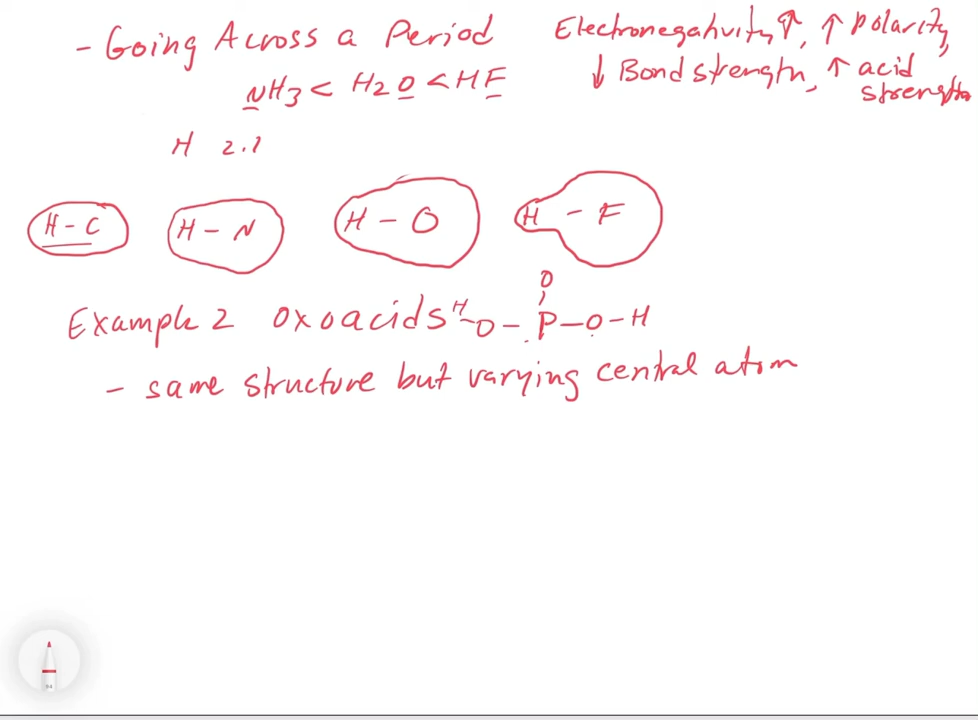 - Going Across a Period
Electronegativity ↑, ↑ polarity,
↓ Bond strength, ↑ acid strength
NH3 < H2O < HF
H 2.1
H - C H - N H - O H - F
O
Example 2 oxoacids H-O-P-O-H
- same structure but varying central atom